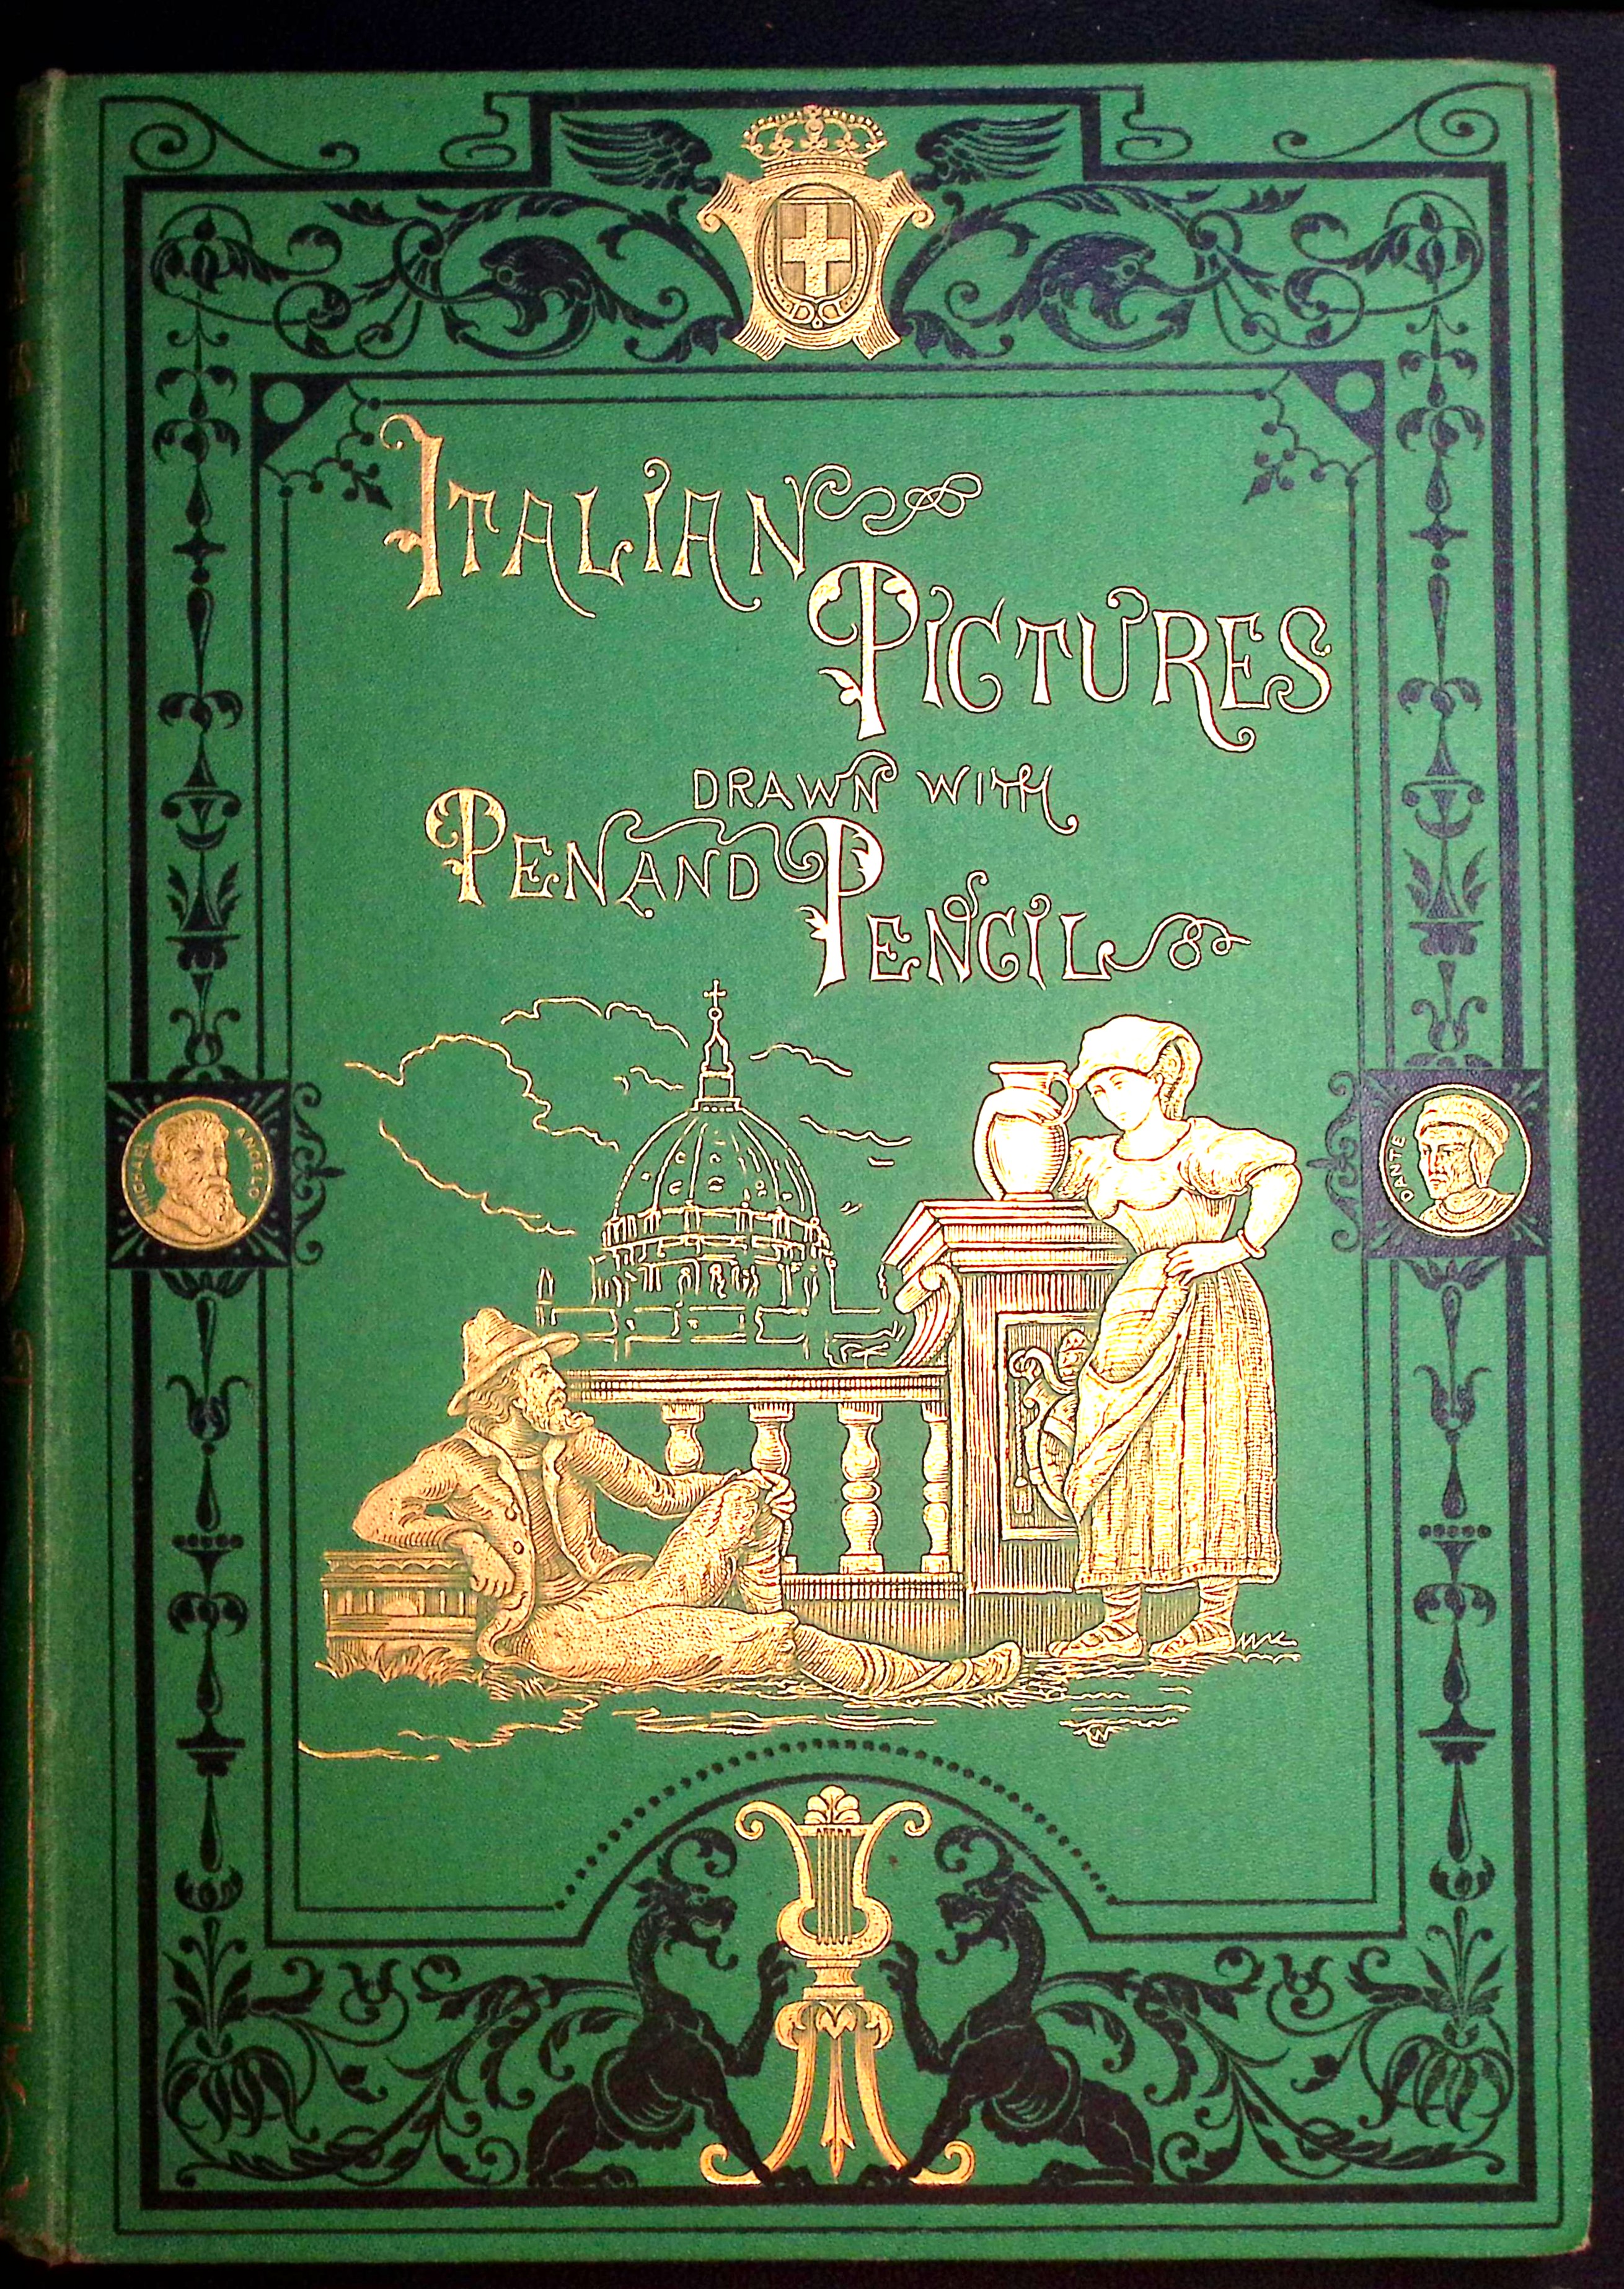 ITALIAN
PICTURES
DRAWN WITH
PEN AND PENCIL
MICHAEL ANGELO
DANTE